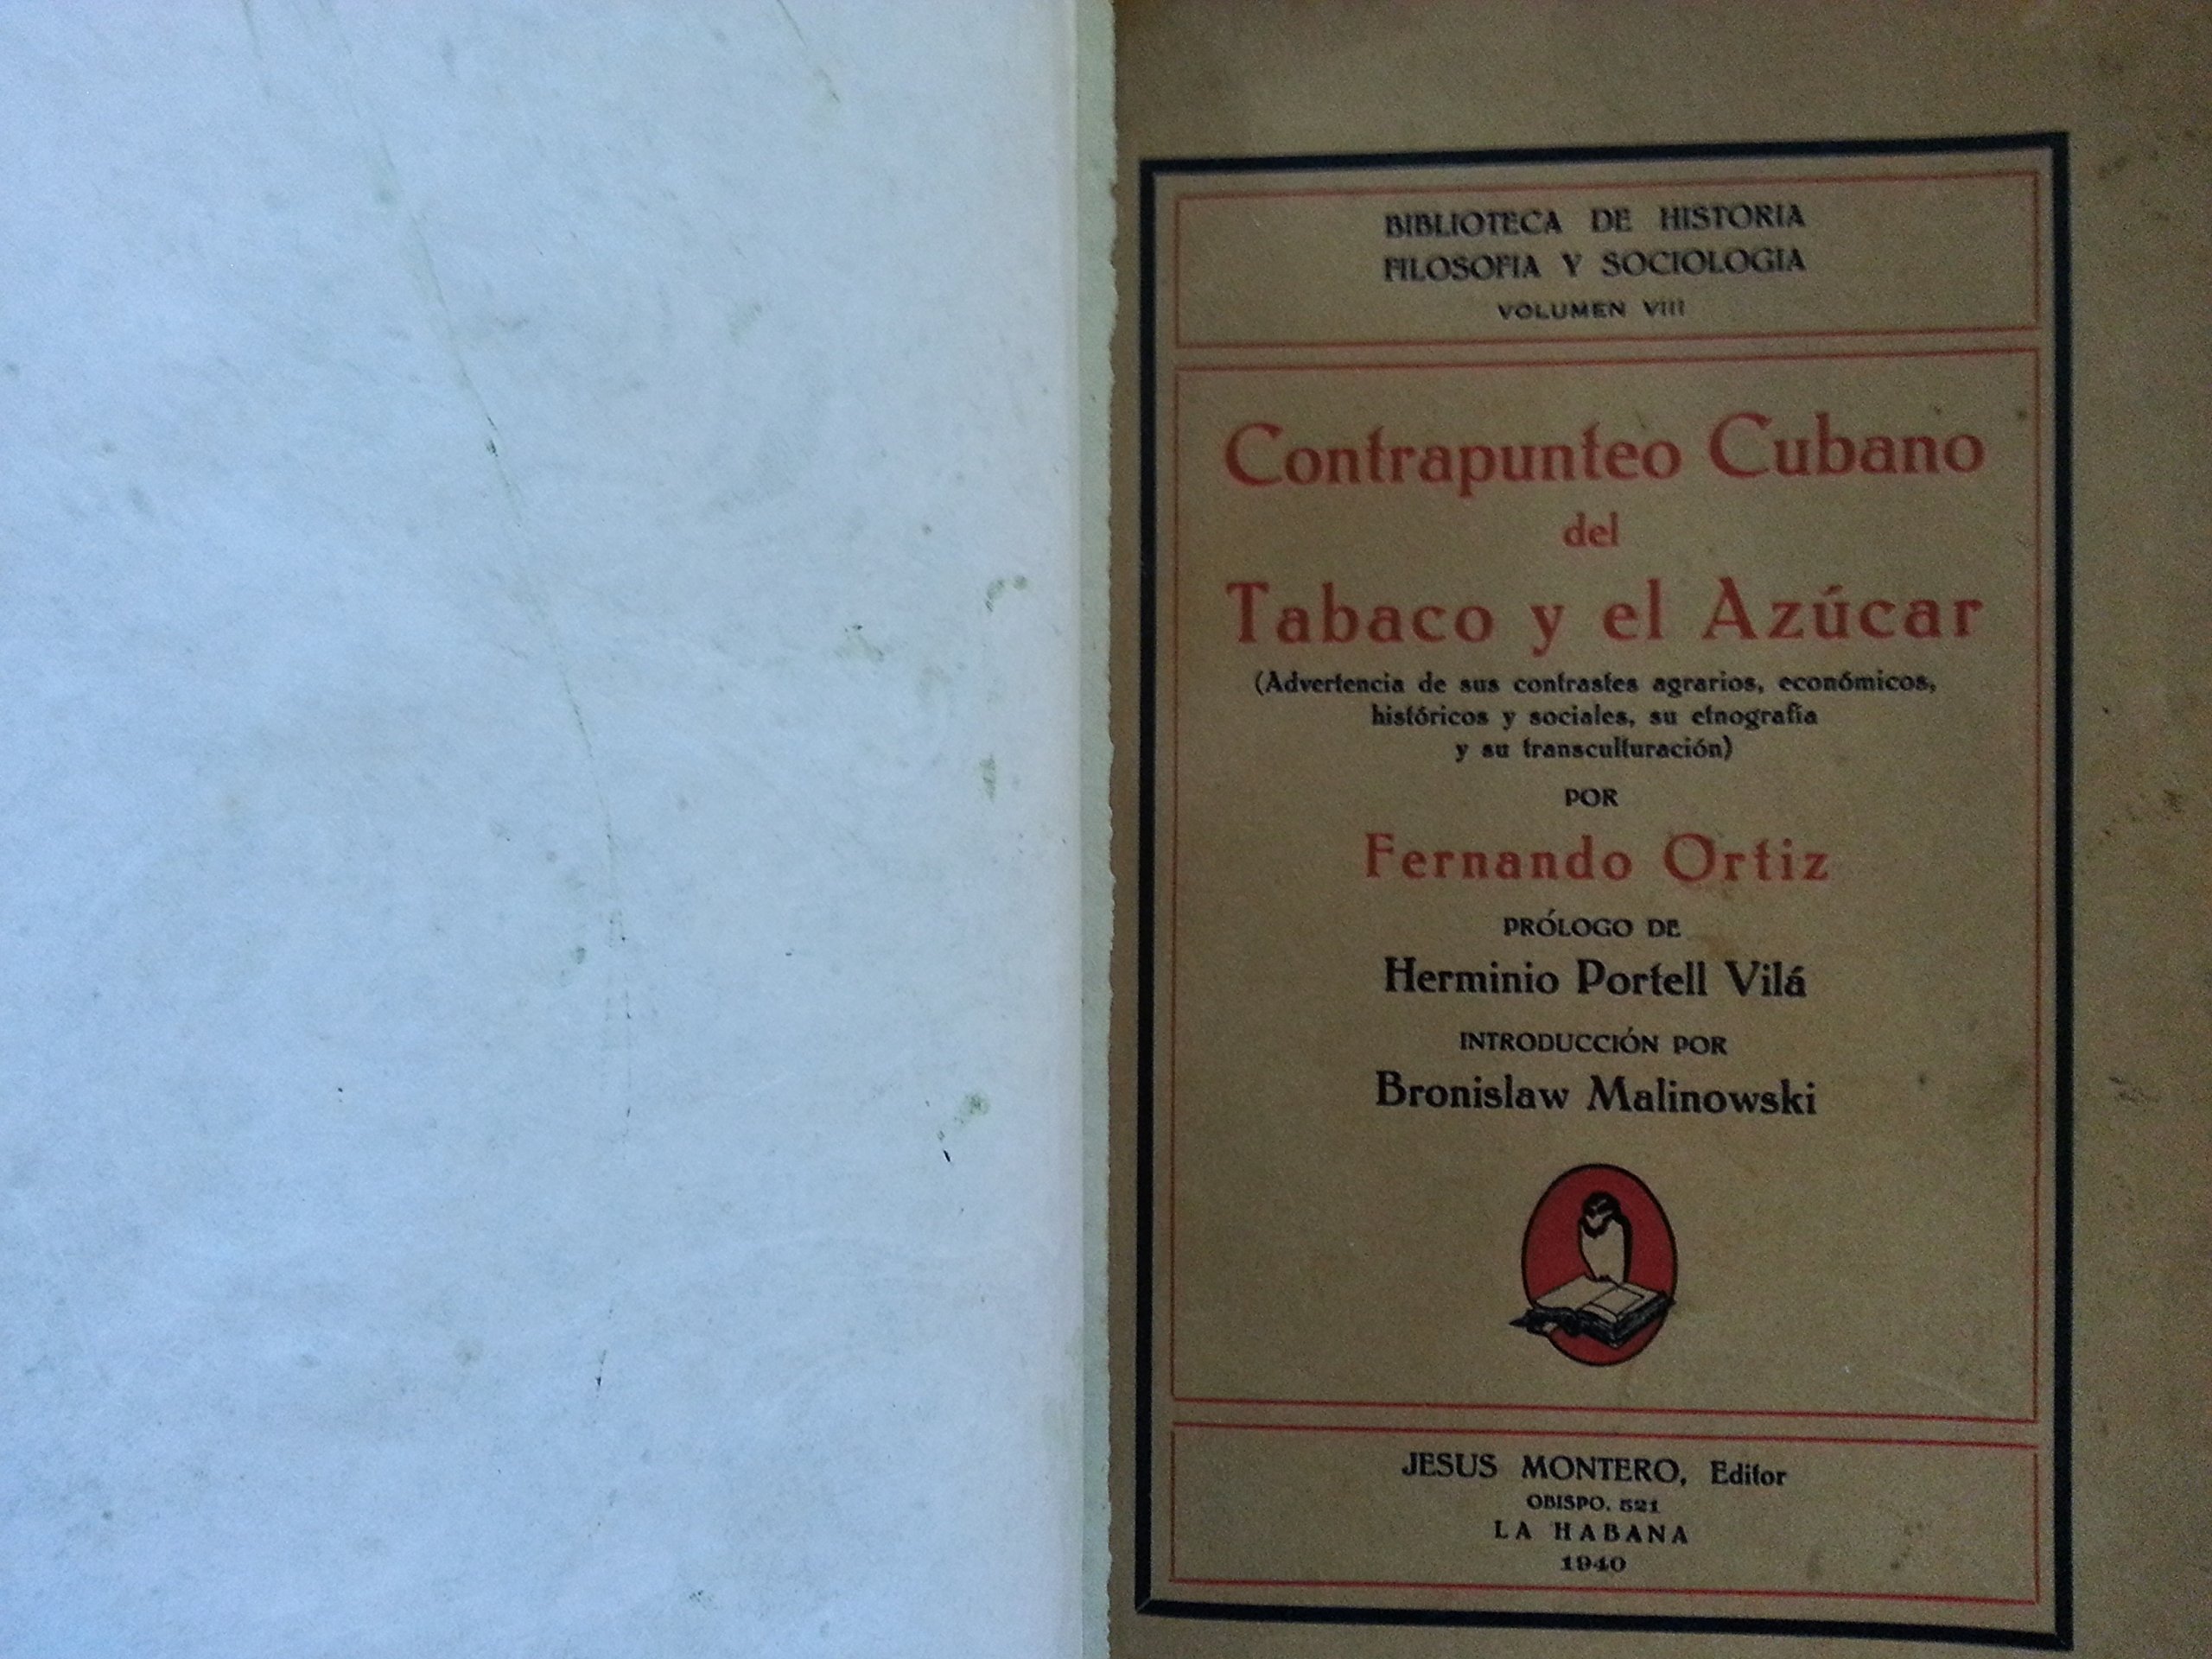 BIBLIOTECA DE HISTORIA
FILOSOFIA Y SOCIOLOGIA
VOLUMEN VIII
Contrapunteo Cubano
del
Tabaco y el Azúcar
(Advertencia de sus contrastes agrarios, económicos,
históricos y sociales, su etnografía
y su transculturación)
POR
Fernando Ortiz
PRÓLOGO DE
Herminio Portell Vilá
INTRODUCCIÓN POR
Bronislaw Malinowski
JESUS MONTERO, Editor
OBISPO, 521
LA HABANA
1940